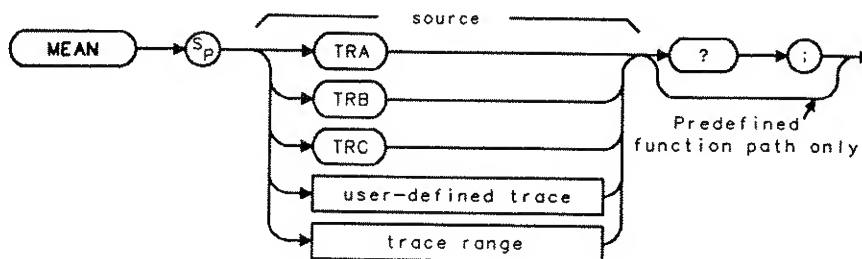 source
MEAN
Sp
TRA
?
;
TRB
TRC
Predefined
function path only
user-defined trace
trace range